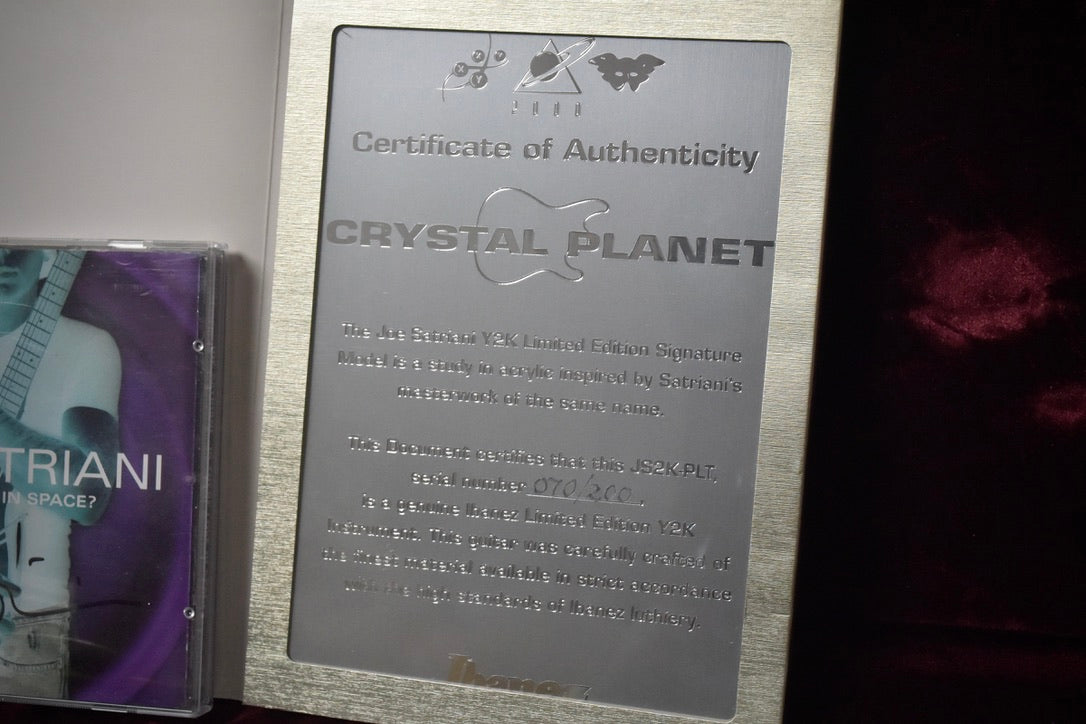 2000
Certificate of Authenticity
CRYSTAL PLANET
The Joe Satriani Y2K Limited Edition Signature
Model is a study in acrylic inspired by Satriani's
masterwork of the same name.
This Document certifies that this JS2K-PLT,
serial number 070/200,
is a genuine Ibanez Limited Edition Y2K
Instrument. This guitar was carefully crafted of
the finest material available in strict accordance
with the high standards of Ibanez luthiery.
Ibanez
TRIANI
IN SPACE?